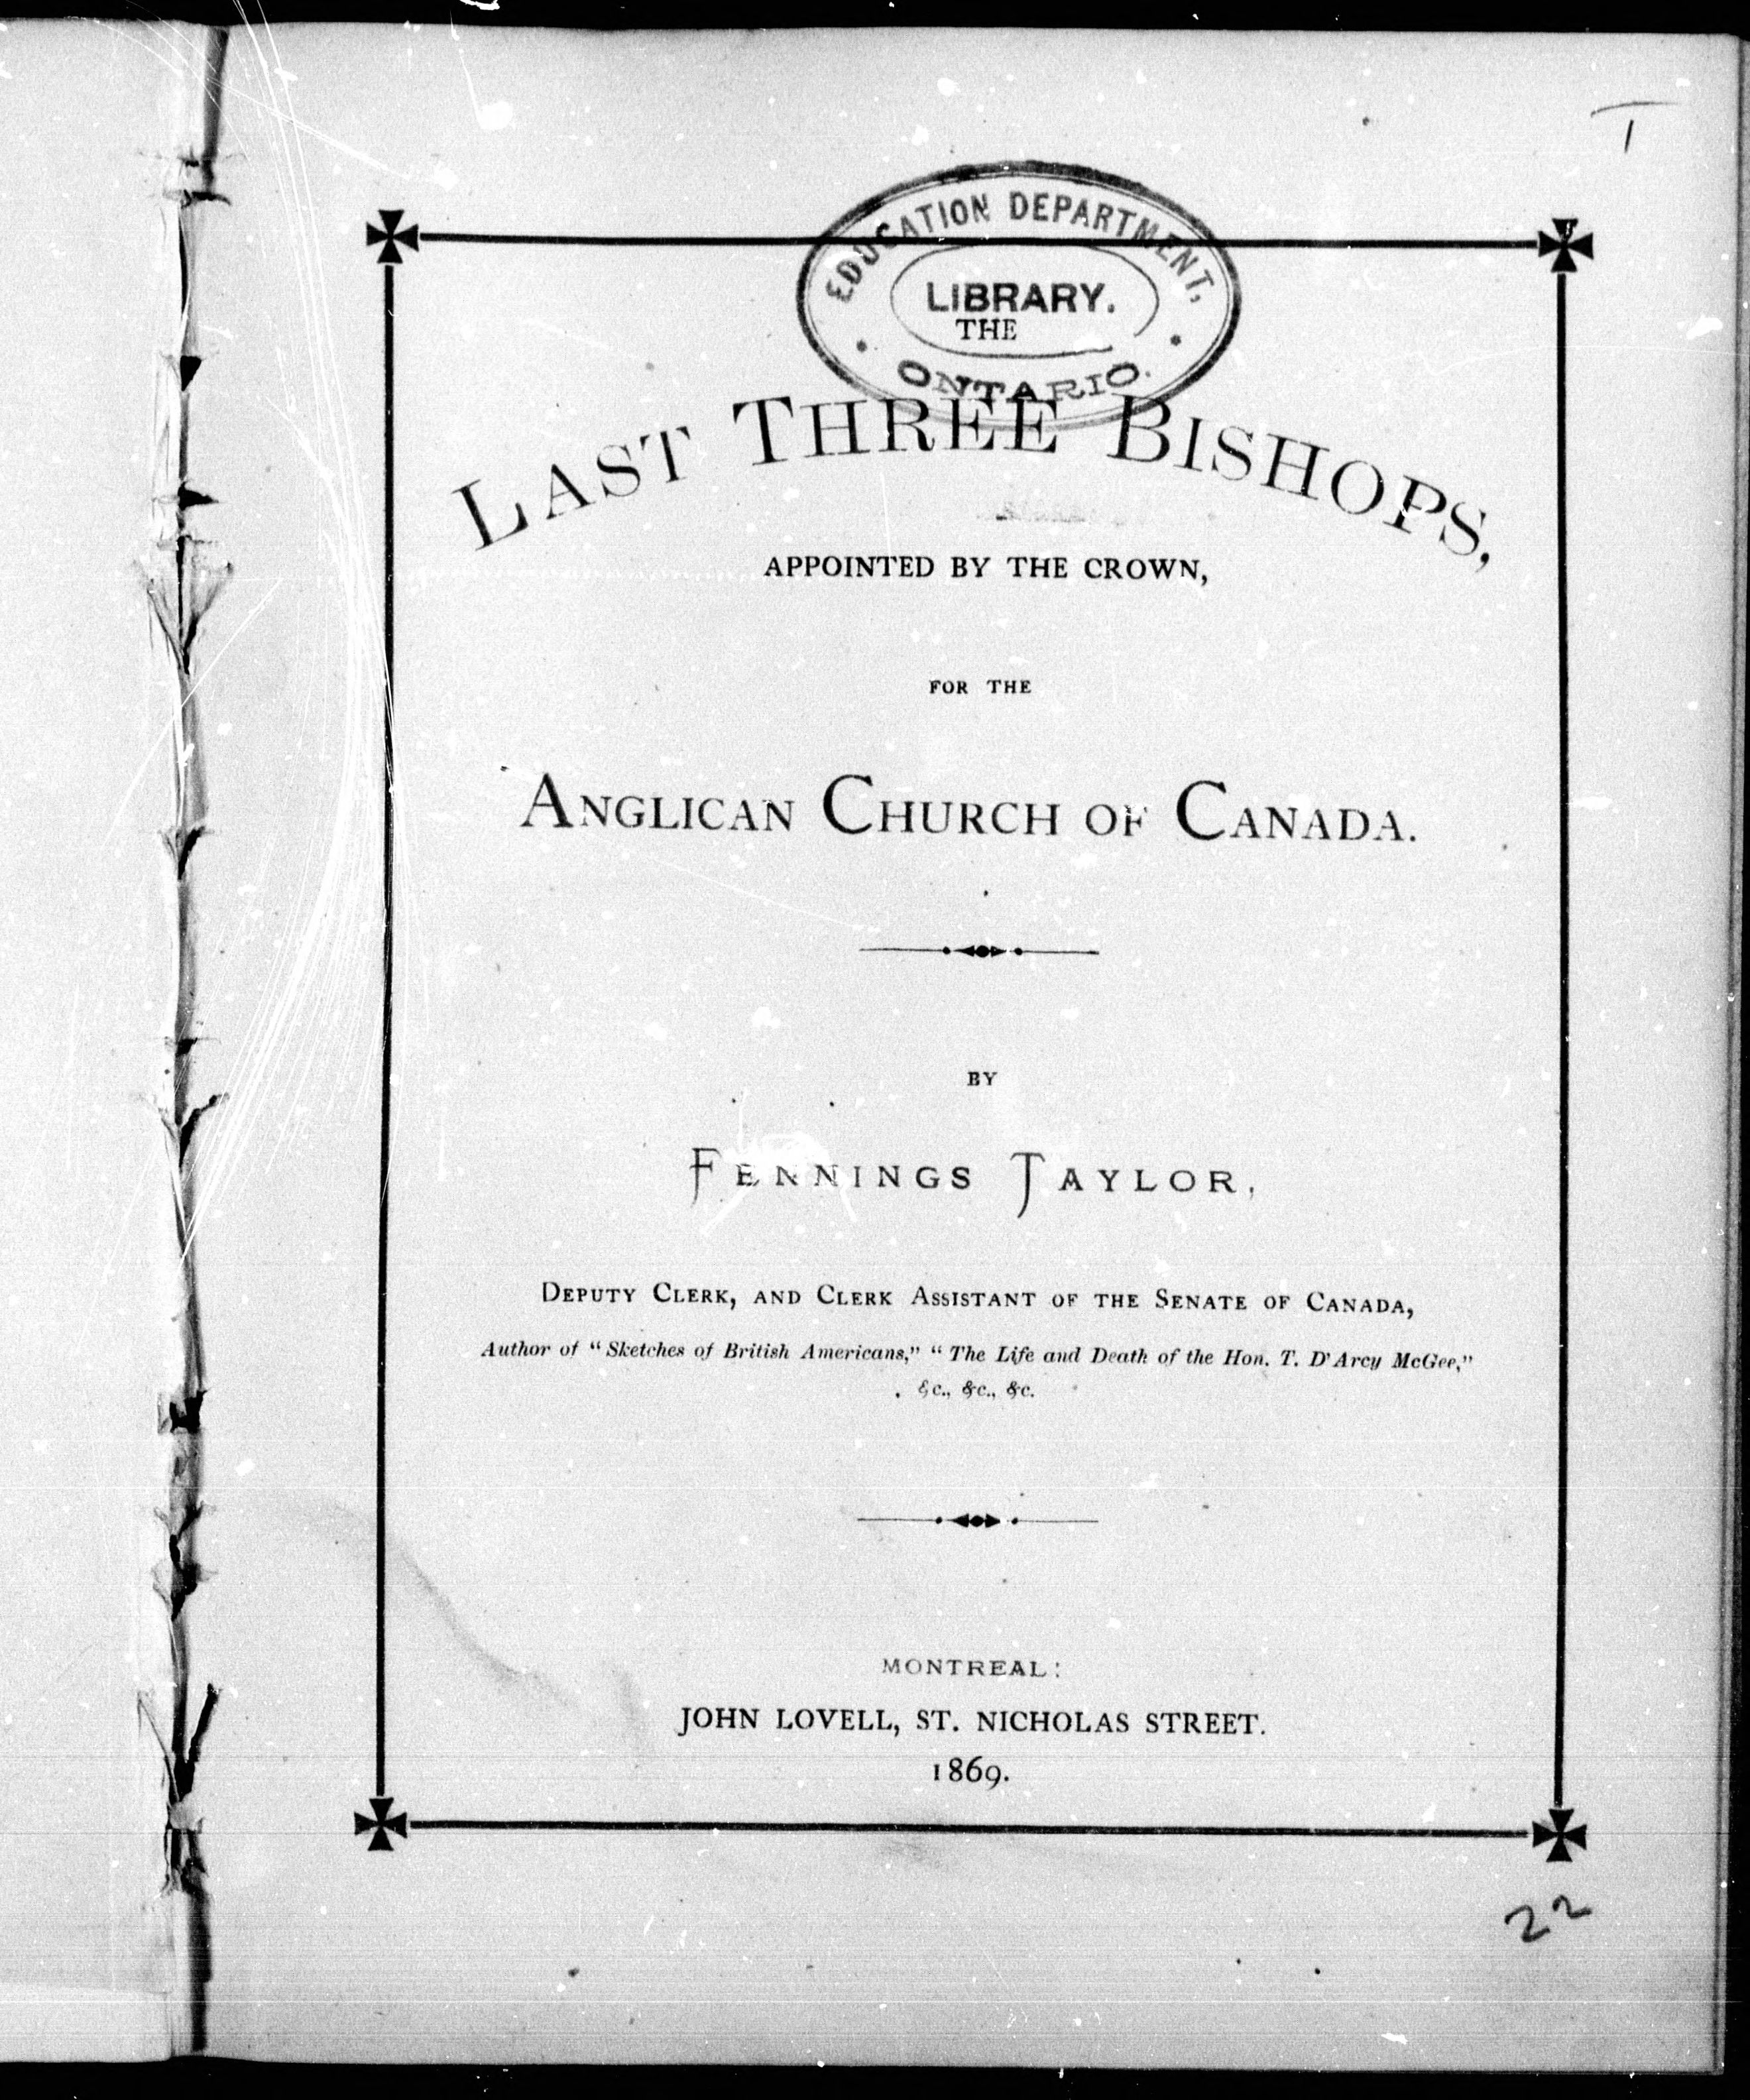 EDUCATION DEPARTMENT,
LIBRARY.
ONTARIO.
THE
LAST THREE BISHOPS,
APPOINTED BY THE CROWN,
FOR THE
ANGLICAN CHURCH OF CANADA.
BY
FENNINGS TAYLOR,
DEPUTY CLERK, AND CLERK ASSISTANT OF THE SENATE OF CANADA,
Author of “Sketches of British Americans,” “The Life and Death of the Hon. T. D'Arcy McGee,”
&c., &c., &c.
MONTREAL:
JOHN LOVELL, ST. NICHOLAS STREET.
1869.
22